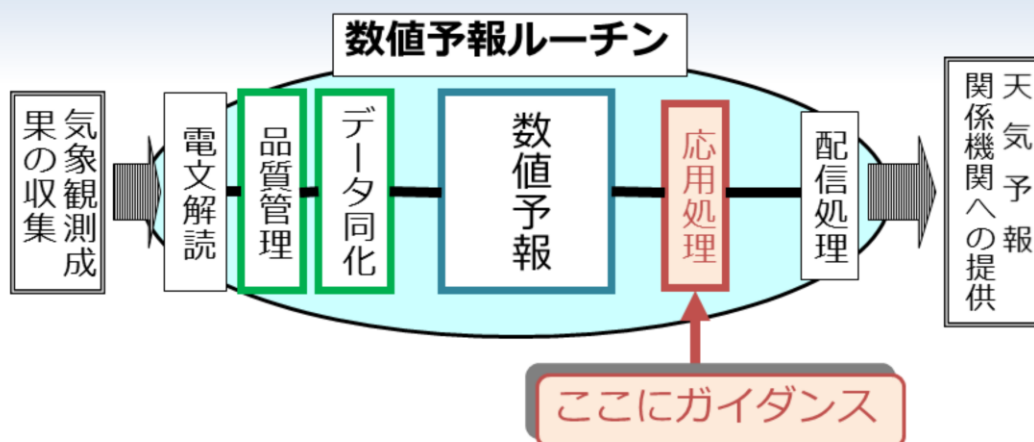 数値予報ルーチン
気象観測成
果の収集
電文解読
品質管理
データ同化
数値予報
応用処理
配信処理
天気予報
関係機関への提供
ここにガイダンス